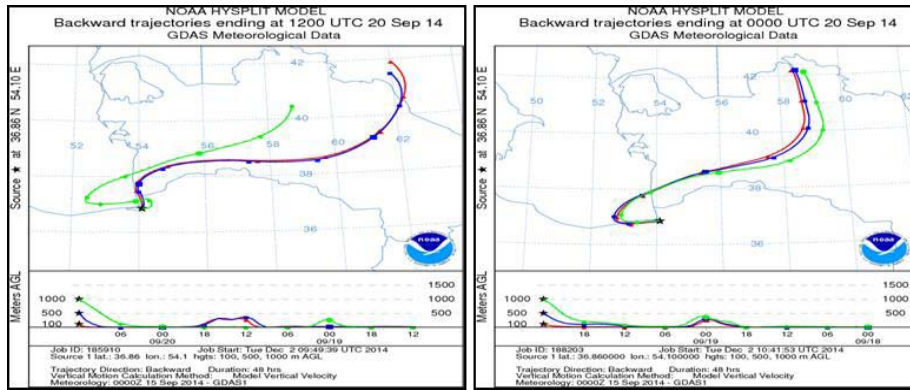 NOAA HYSPLIT MODEL
Backward trajectories ending at 1200 UTC 20 Sep 14
GDAS Meteorological Data
Source ★ at 36.86 N 54.10 E
42
52
54
56
58
40
60
62
38
36
noaa
Meters AGL
1500
1000
1000
500
500
100
06
00
18
12
06
00
18
12
09/20
09/19
Job ID: 185910 Job Start: Tue Dec 2 09:49:39 UTC 2014
Source 1 lat.: 36.86 lon.: 54.1 hgts: 100, 500, 1000 m AGL
Trajectory Direction: Backward Duration: 48 hrs
Vertical Motion Calculation Method: Model Vertical Velocity
Meteorology: 0000Z 15 Sep 2014 - GDAS1
NOAA HYSPLIT MODEL
Backward trajectories ending at 0000 UTC 20 Sep 14
GDAS Meteorological Data
Source ★ at 36.86 N 54.10 E
42
50
52
54
56
58
40
60
62
38
36
noaa
Meters AGL
1500
1000
1000
500
500
100
18
12
06
00
18
12
06
00
09/19
09/18
Job ID: 188203 Job Start: Tue Dec 2 10:41:53 UTC 2014
Source 1 lat.: 36.860000 lon.: 54.100000 hgts: 100, 500, 1000 m AGL
Trajectory Direction: Backward Duration: 48 hrs
Vertical Motion Calculation Method: Model Vertical Velocity
Meteorology: 0000Z 15 Sep 2014 - GDAS1